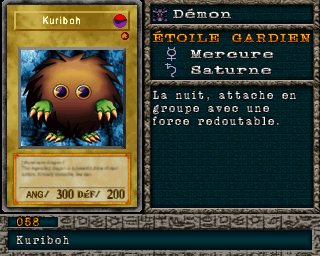 Kuriboh
ANG/ 300 DÉF/ 200
Démon
ÉTOILE GARDIEN
Mercure
Saturne
La nuit, attache en
groupe avec une
force redoutable.
058
Kuriboh